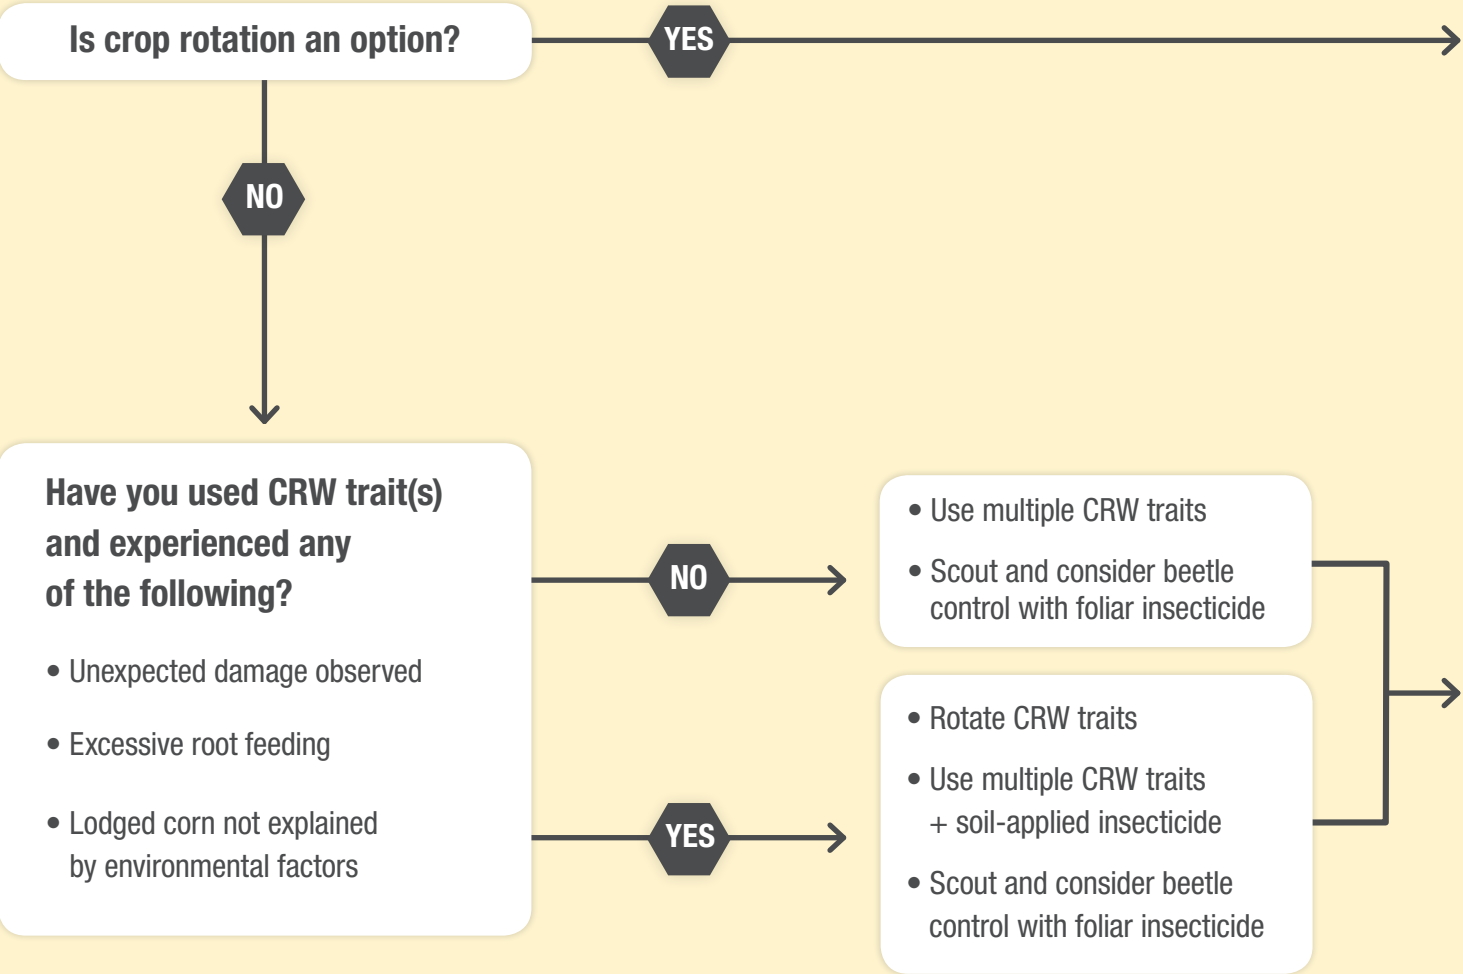 Is crop rotation an option?
YES
NO
Have you used CRW trait(s)
and experienced any
of the following?
• Unexpected damage observed
• Excessive root feeding
• Lodged corn not explained
by environmental factors
NO
• Use multiple CRW traits
• Scout and consider beetle
control with foliar insecticide
YES
• Rotate CRW traits
• Use multiple CRW traits
+ soil-applied insecticide
• Scout and consider beetle
control with foliar insecticide